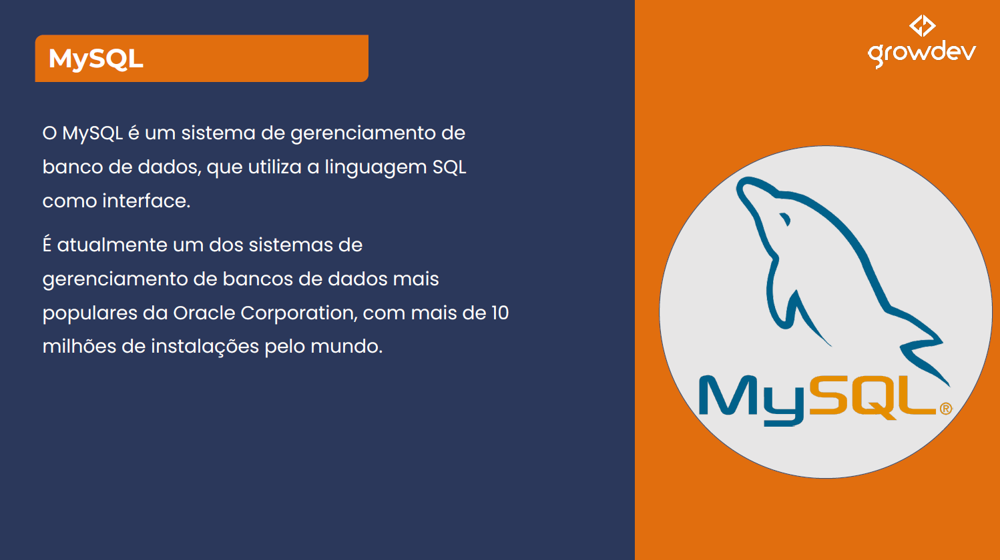 MySQL
growdev
O MySQL é um sistema de gerenciamento de
banco de dados, que utiliza a linguagem SQL
como interface.
É atualmente um dos sistemas de
gerenciamento de bancos de dados mais
populares da Oracle Corporation, com mais de 10
milhões de instalações pelo mundo.
MySQL®